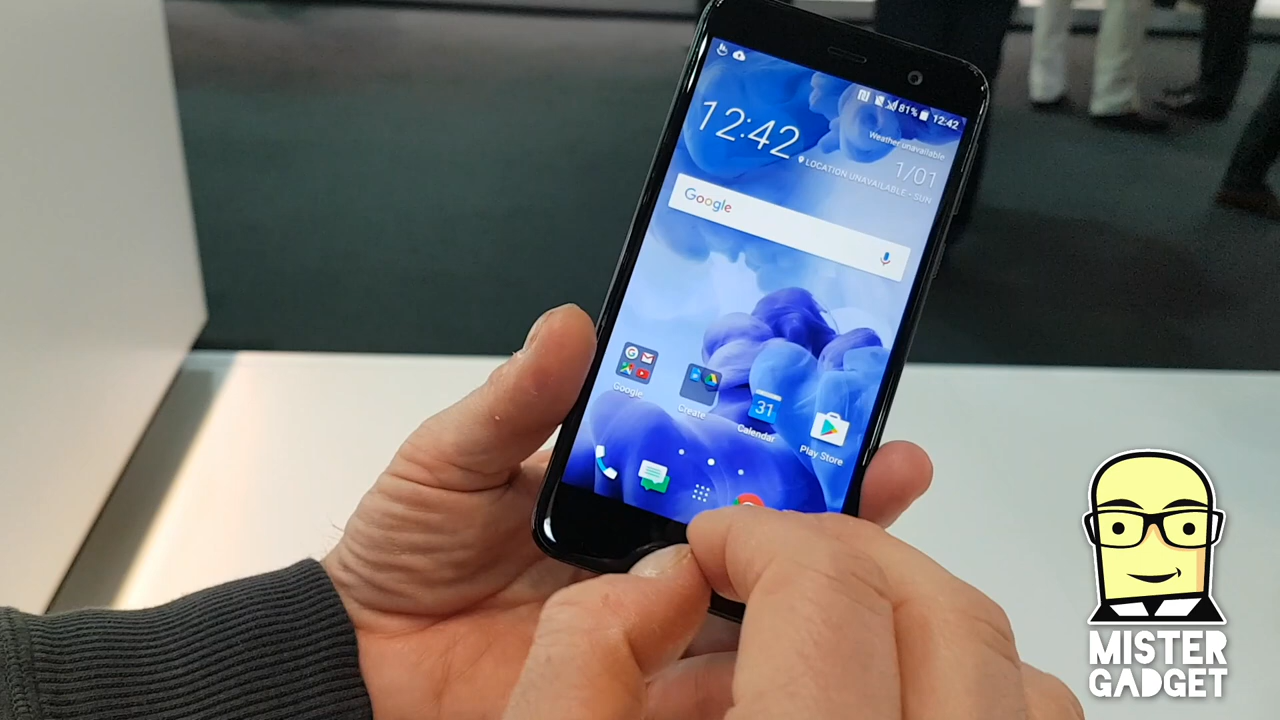 81% 12:42
12:42
Weather unavailable
1/01
LOCATION UNAVAILABLE • SUN
Google
Google
Create
31
Calendar
Play Store
MISTER
GADGET